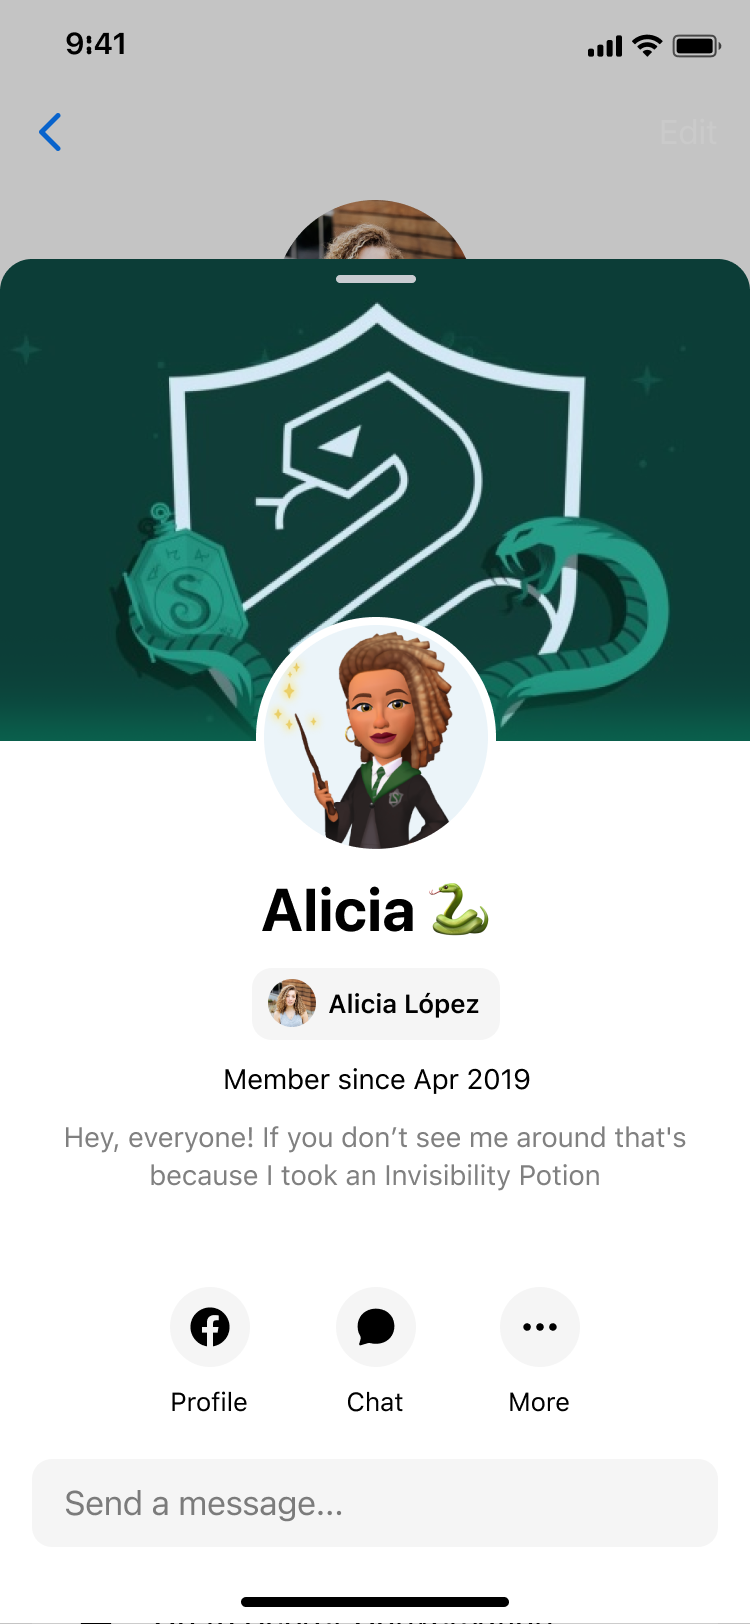 9:41
Edit
S
Alicia 🐍
Alicia López
Member since Apr 2019
Hey, everyone! If you don’t see me around that's
because I took an Invisibility Potion
Profile
Chat
More
Send a message...